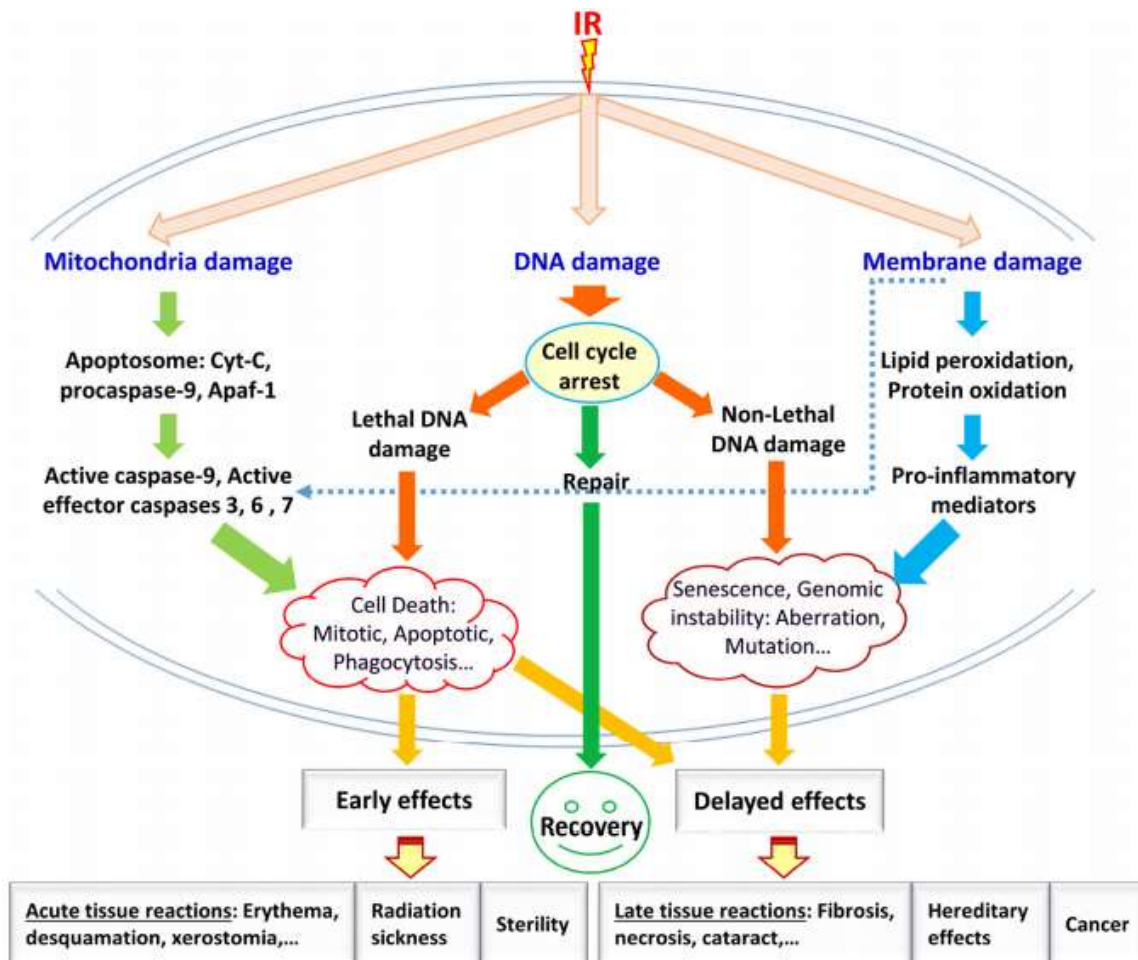 IR
Mitochondria damage
DNA damage
Membrane damage
Apoptosome: Cyt-C,
procaspase-9, Apaf-1
Cell cycle
arrest
Lipid peroxidation,
Protein oxidation
Lethal DNA
damage
Non-Lethal
DNA damage
Active caspase-9, Active
effector caspases 3, 6 , 7
Repair
Pro-inflammatory
mediators
Cell Death:
Mitotic, Apoptotic,
Phagocytosis...
Senescence, Genomic
instability: Aberration,
Mutation...
Early effects
Recovery
Delayed effects
Acute tissue reactions: Erythema,
desquamation, xerostomia,...
Radiation
sickness
Sterility
Late tissue reactions: Fibrosis,
necrosis, cataract,...
Hereditary
effects
Cancer